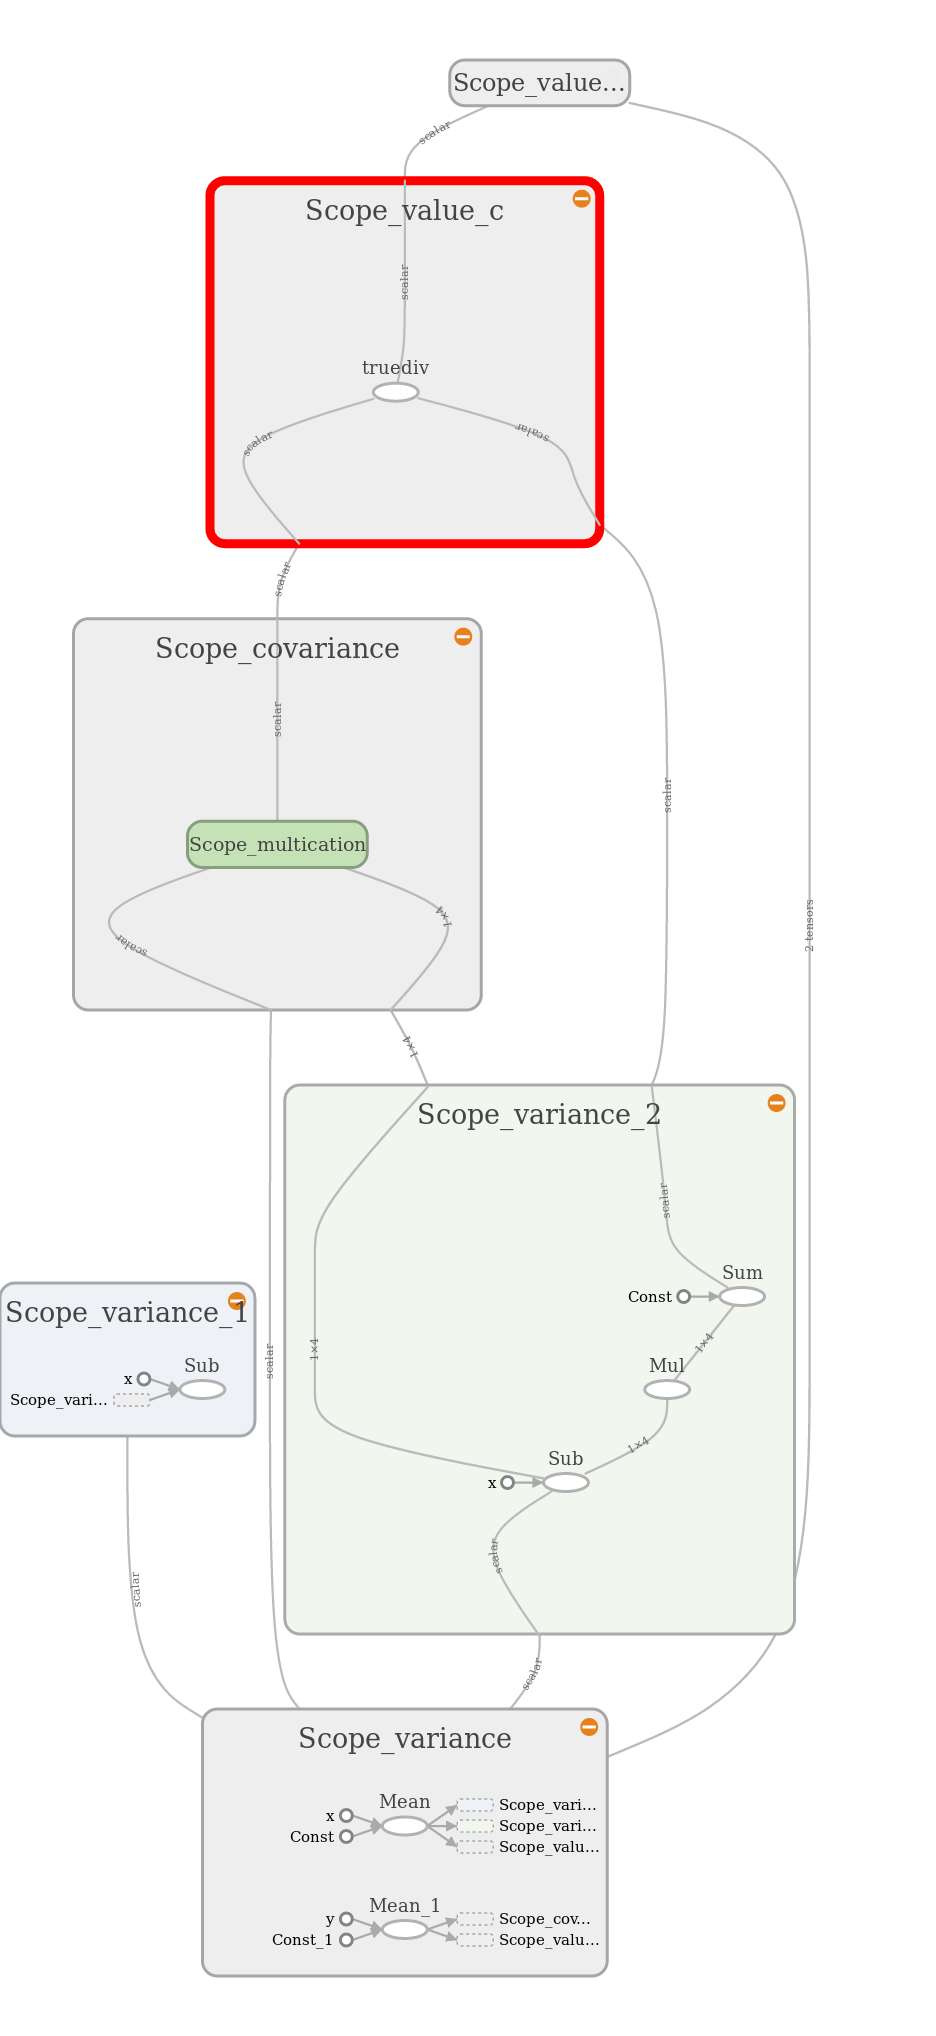 Scope_value...
scalar
Scope_value_c
scalar
truediv
scalar
scalar
scalar
Scope_covariance
scalar
scalar
Scope_multication
2 tensors
1×4
scalar
1×4
Scope_variance_2
scalar
Sum
Const
Scope_variance_1
scalar
1×4
1×4
Sub
Mul
x
Scope_vari...
1×4
Sub
x
scalar
scalar
scalar
Scope_variance
Mean
Scope_vari...
x
Scope_vari...
Const
Scope_valu...
Mean_1
y
Scope_cov...
Const_1
Scope_valu...